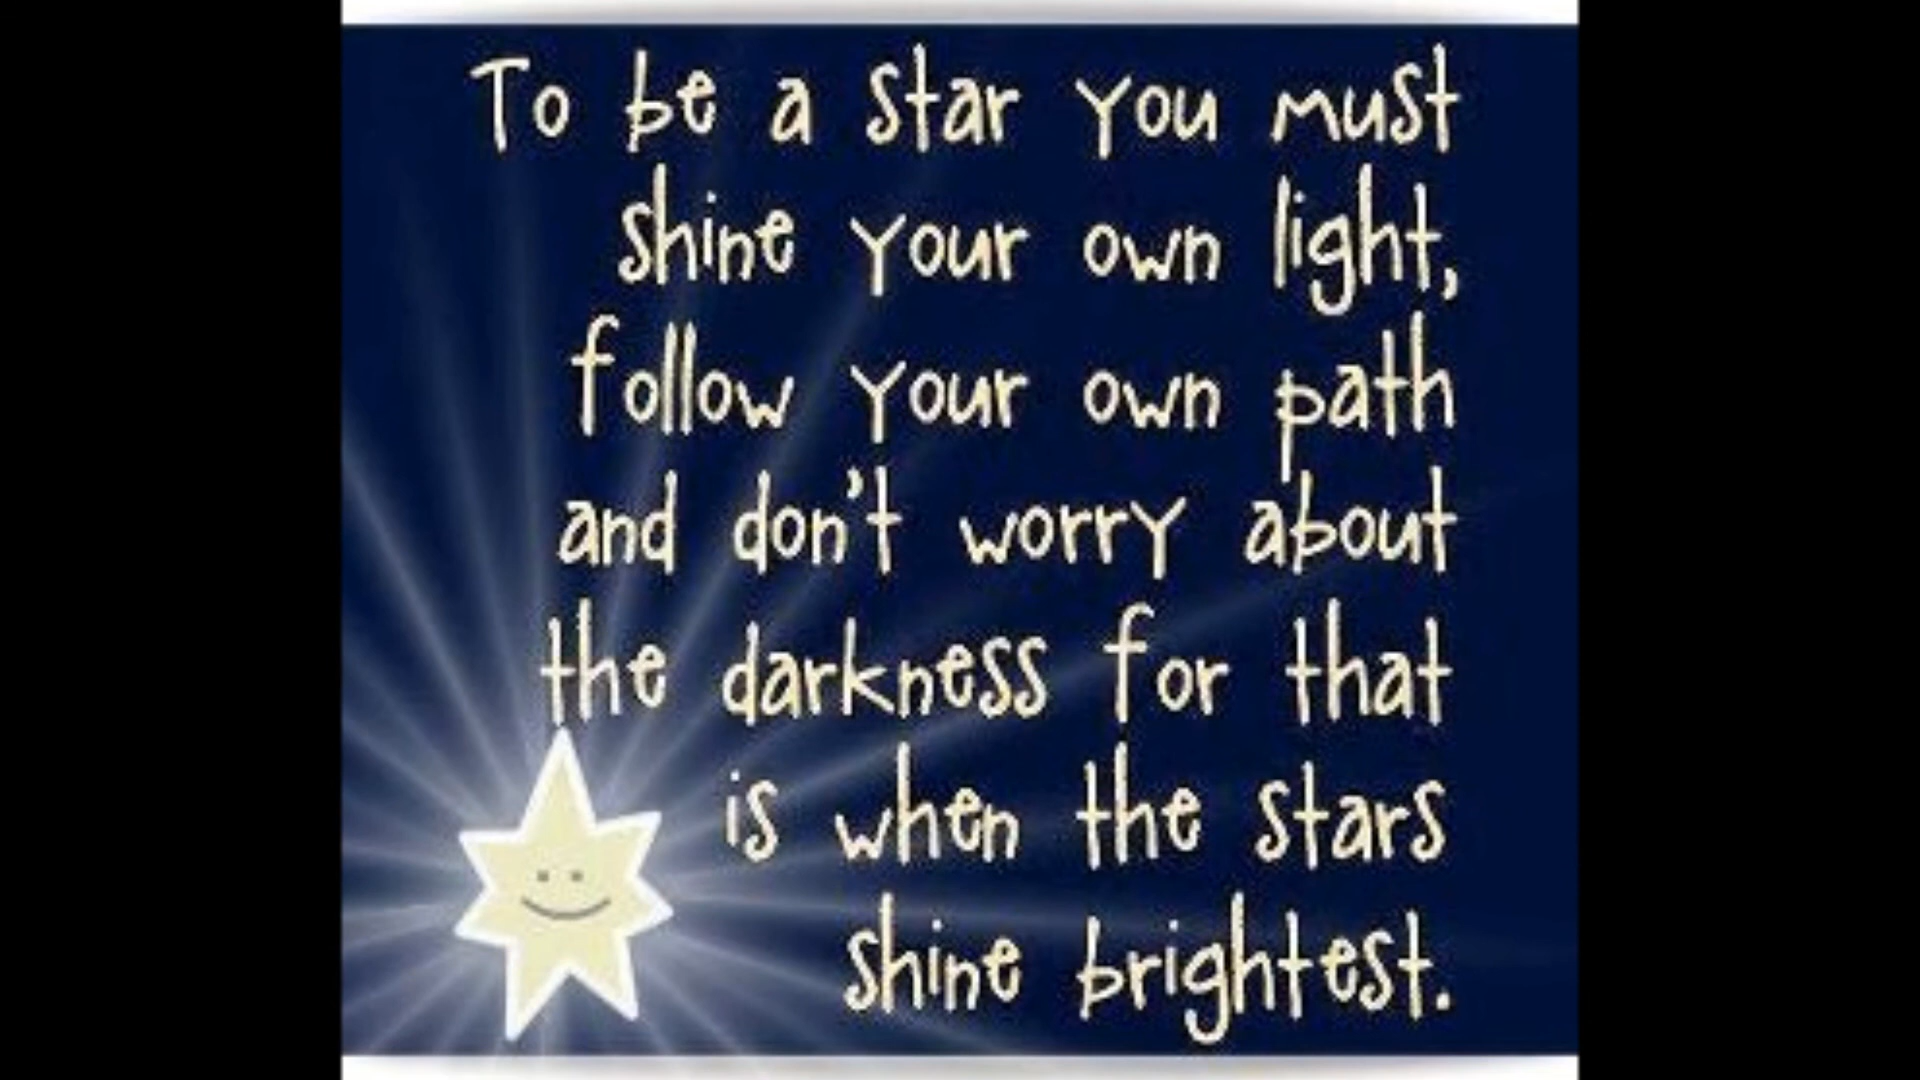 To be a star you must
shine your own light,
follow your own path
and don't worry about
the darkness for that
is when the stars
shine brightest.